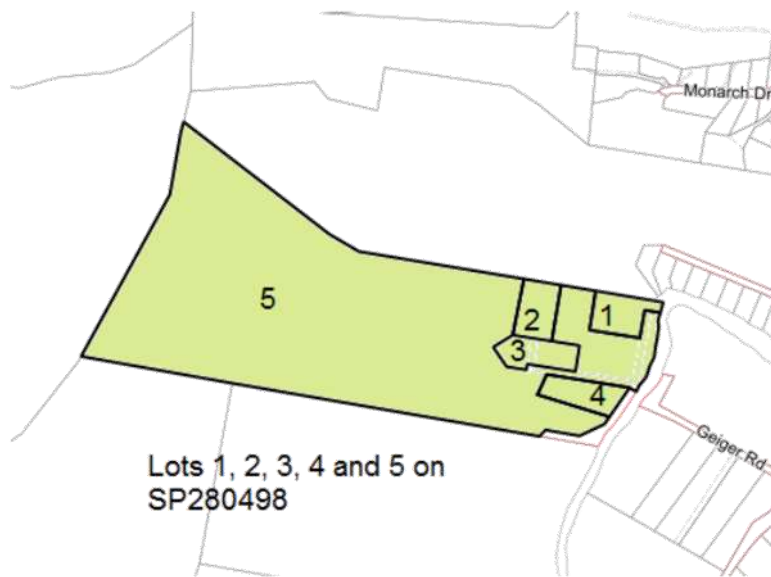 Monarch Dr
5
2
1
3
4
Geiger Rd
Lots 1, 2, 3, 4 and 5 on
SP280498